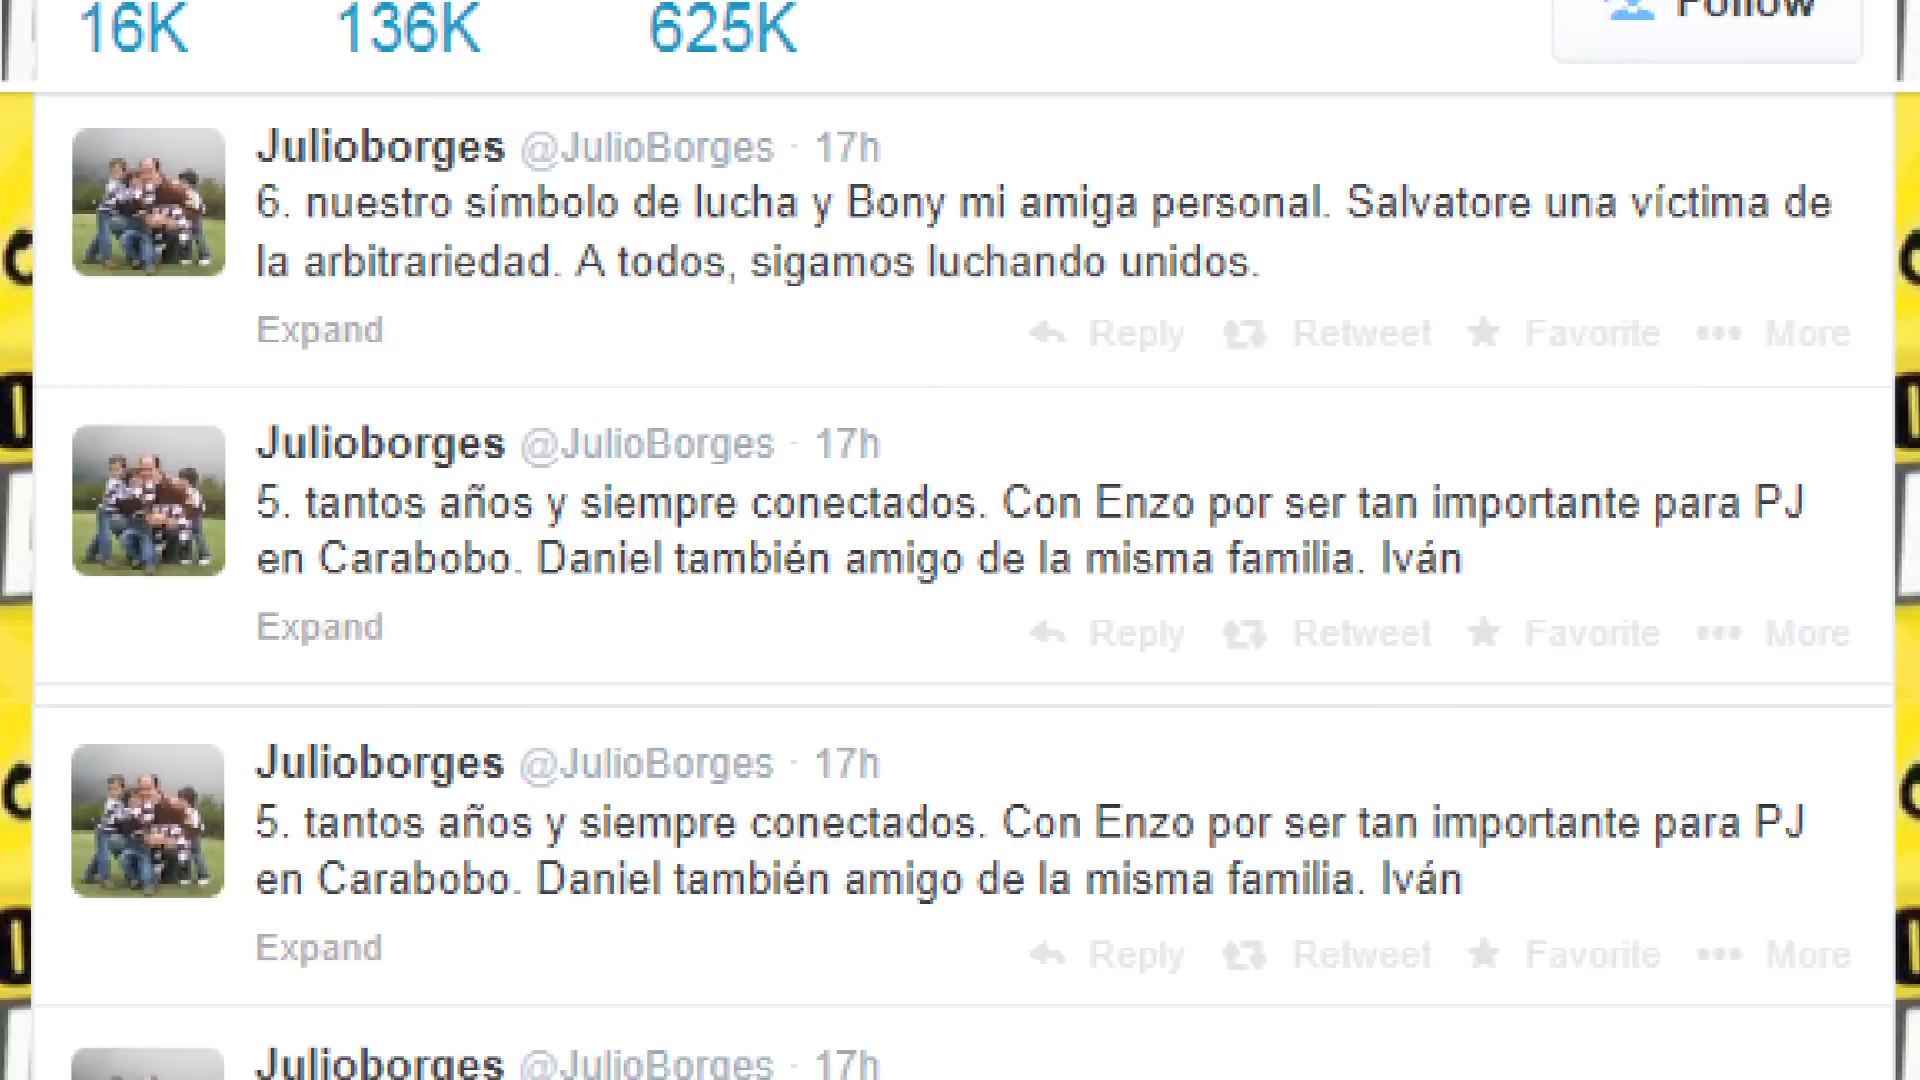 16K 136K 625K Follow
Julioborges @JulioBorges · 17h
6. nuestro símbolo de lucha y Bony mi amiga personal. Salvatore una víctima de
la arbitrariedad. A todos, sigamos luchando unidos.
Expand Reply Retweet Favorite More
Julioborges @JulioBorges · 17h
5. tantos años y siempre conectados. Con Enzo por ser tan importante para PJ
en Carabobo. Daniel también amigo de la misma familia. Iván
Expand Reply Retweet Favorite More
Julioborges @JulioBorges · 17h
5. tantos años y siempre conectados. Con Enzo por ser tan importante para PJ
en Carabobo. Daniel también amigo de la misma familia. Iván
Expand Reply Retweet Favorite More
Julioborges @JulioBorges · 17h